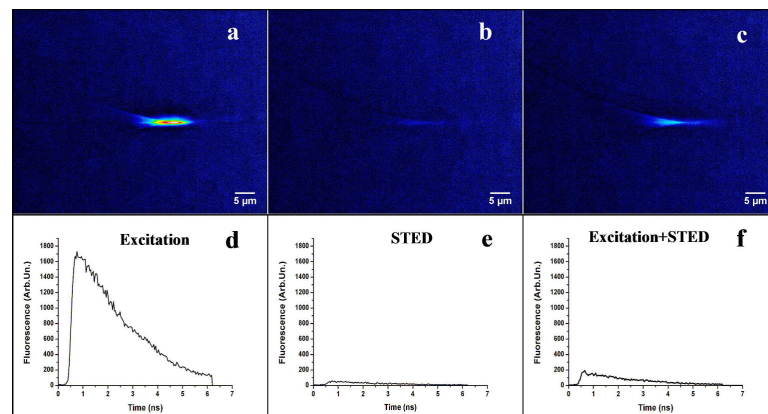 a
b
c
5 µm
5 µm
5 µm
Excitation
d
STED
e
Excitation+STED
f
Fluorescence (Arb.Un.)
1800
1600
1400
1200
1000
800
600
400
200
0
0 1 2 3 4 5 6 7
Time (ns)
Fluorescence (Arb.Un.)
1800
1600
1400
1200
1000
800
600
400
200
0
0 1 2 3 4 5 6 7
Time (ns)
Fluorescence (Arb.Un.)
1800
1600
1400
1200
1000
800
600
400
200
0
0 1 2 3 4 5 6 7
Time (ns)